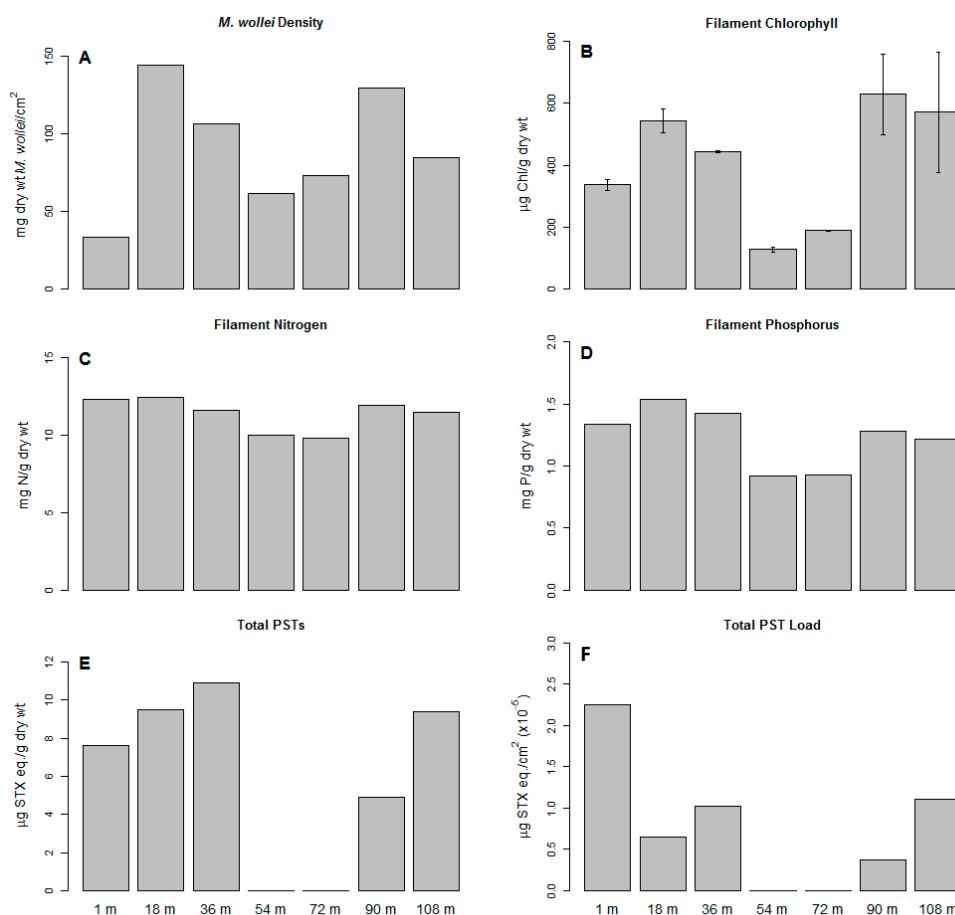 M. wollei Density
A
mg dry wt M. wollei/cm²
0
50
100
150
Filament Chlorophyll
B
µg Chl/g dry wt
0
200
400
600
800
Filament Nitrogen
C
mg N/g dry wt
0
5
10
15
Filament Phosphorus
D
mg P/g dry wt
0.0
0.5
1.0
1.5
2.0
Total PSTs
E
µg STX eq./g dry wt
0
2
4
6
8
10
12
1 m 18 m 36 m 54 m 72 m 90 m 108 m
Total PST Load
F
µg STX eq./cm² (x10⁻⁵)
0.0
0.5
1.0
1.5
2.0
2.5
3.0
1 m 18 m 36 m 54 m 72 m 90 m 108 m